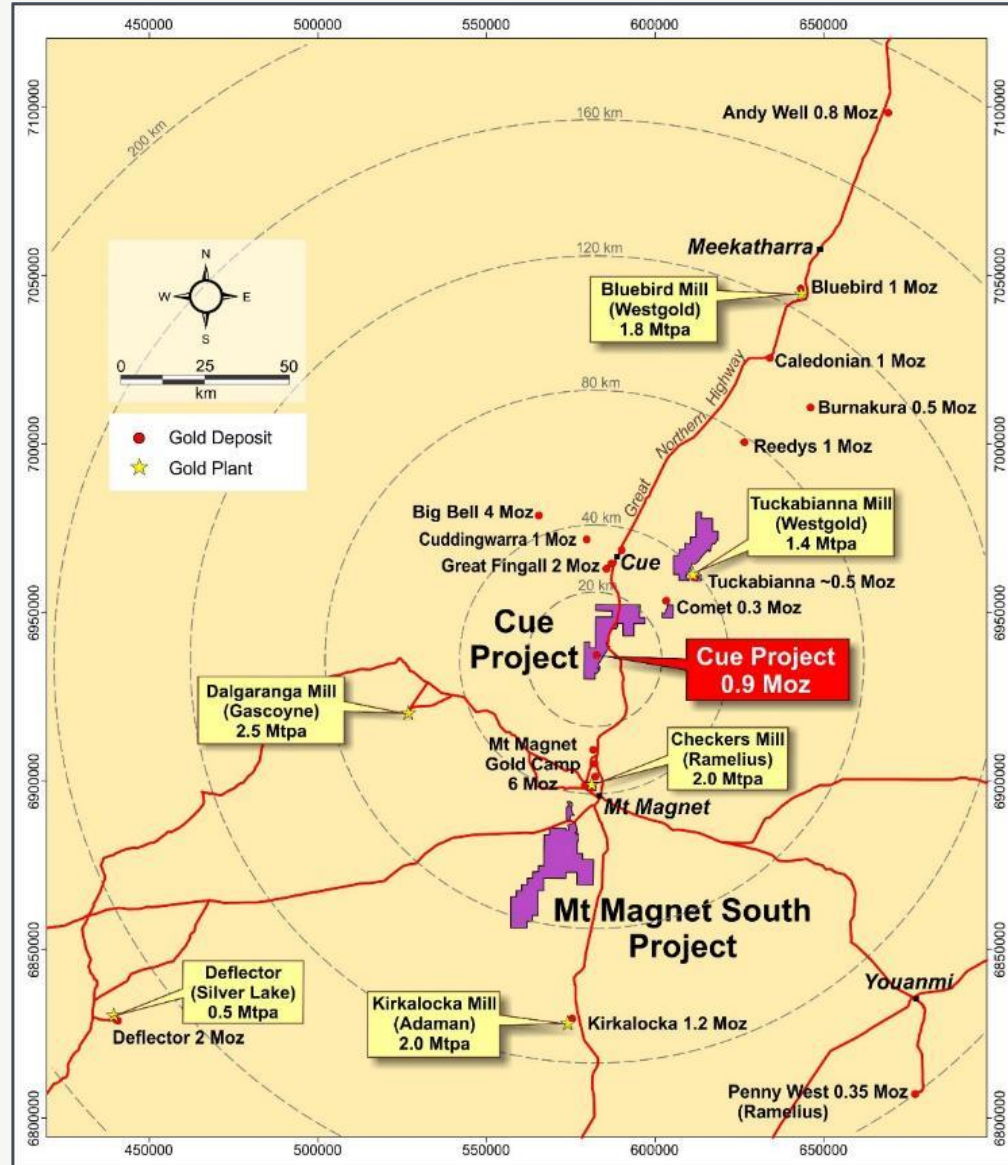 450000
500000
550000
600000
650000
7100000
7050000
7000000
6950000
6900000
6850000
6800000
200 km
160 km
Andy Well 0.8 Moz
N
W
E
S
0
25
50
km
Gold Deposit
Gold Plant
Meekatharra
120 km
Bluebird Mill
(Westgold)
1.8 Mtpa
Bluebird 1 Moz
Caledonian 1 Moz
Great Northern Highway
80 km
Burnakura 0.5 Moz
Reedys 1 Moz
Big Bell 4 Moz
Tuckabianna Mill
(Westgold)
1.4 Mtpa
40 km
Cuddingwarra 1 Moz
Great Fingall 2 Moz
Cue
Tuckabianna ~0.5 Moz
20 km
Comet 0.3 Moz
Cue
Project
Cue Project
0.9 Moz
Dalgaranga Mill
(Gascoyne)
2.5 Mtpa
Mt Magnet
Gold Camp
6 Moz
Checkers Mill
(Ramelius)
2.0 Mtpa
Mt Magnet
Mt Magnet South
Project
Deflector
(Silver Lake)
0.5 Mtpa
Deflector 2 Moz
Kirkalocka Mill
(Adaman)
2.0 Mtpa
Kirkalocka 1.2 Moz
Youanmi
Penny West 0.35 Moz
(Ramelius)
7100000
7050000
7000000
6950000
6900000
6850000
6800000
450000
500000
550000
600000
650000